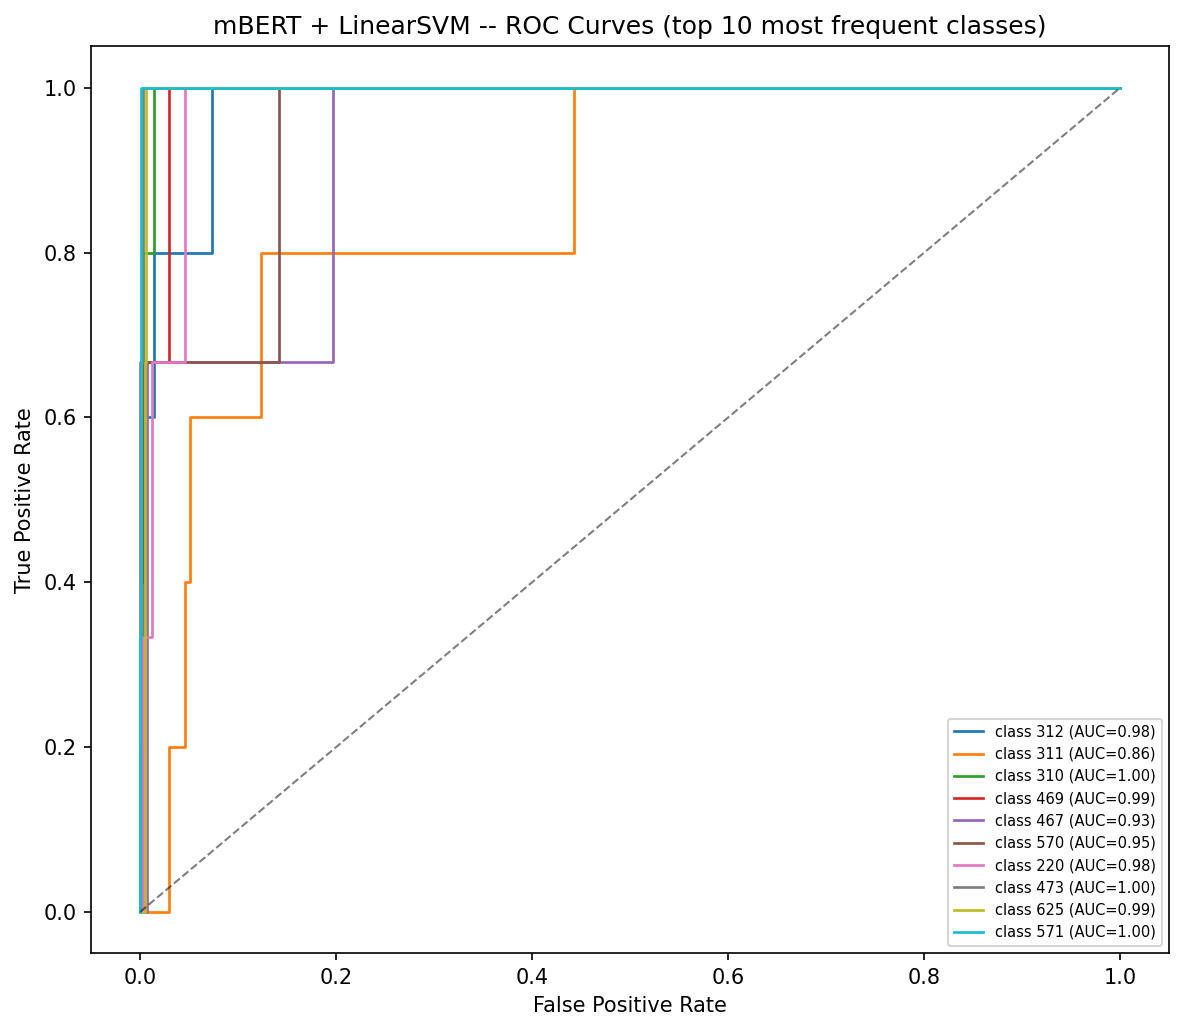 mBERT + LinearSVM -- ROC Curves (top 10 most frequent classes)
True Positive Rate
1.0
0.8
0.6
0.4
0.2
0.0
class 312 (AUC=0.98)
class 311 (AUC=0.86)
class 310 (AUC=1.00)
class 469 (AUC=0.99)
class 467 (AUC=0.93)
class 570 (AUC=0.95)
class 220 (AUC=0.98)
class 473 (AUC=1.00)
class 625 (AUC=0.99)
class 571 (AUC=1.00)
0.0 0.2 0.4 0.6 0.8 1.0
False Positive Rate